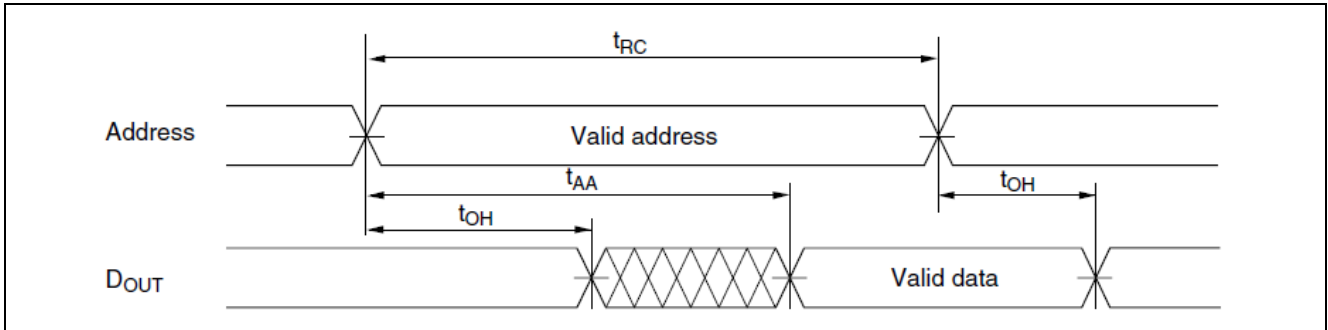 tRC
Address
Valid address
tAA
tOH
tOH
DOUT
Valid data